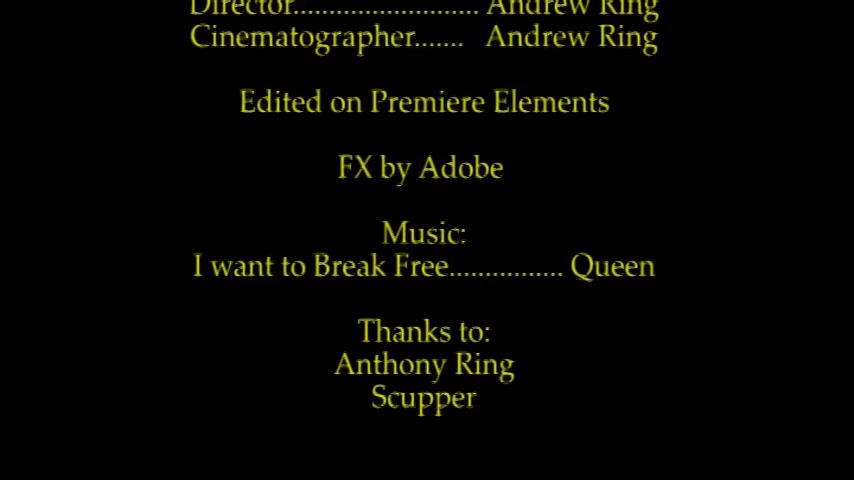 Director.......................... Andrew Ring
Cinematographer....... Andrew Ring
Edited on Premiere Elements
FX by Adobe
Music:
I want to Break Free................ Queen
Thanks to:
Anthony Ring
Scupper